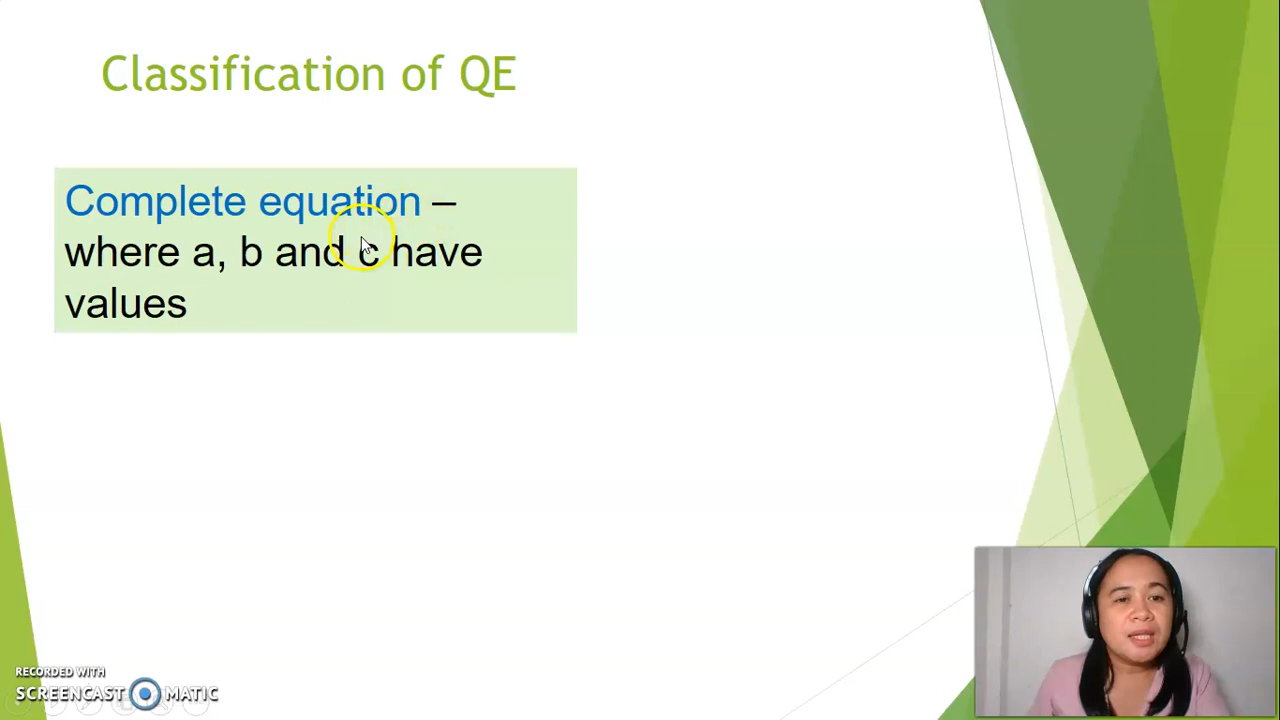 Classification of QE
Complete equation –
where a, b and c have
values
RECORDED WITH
SCREENCAST MATIC